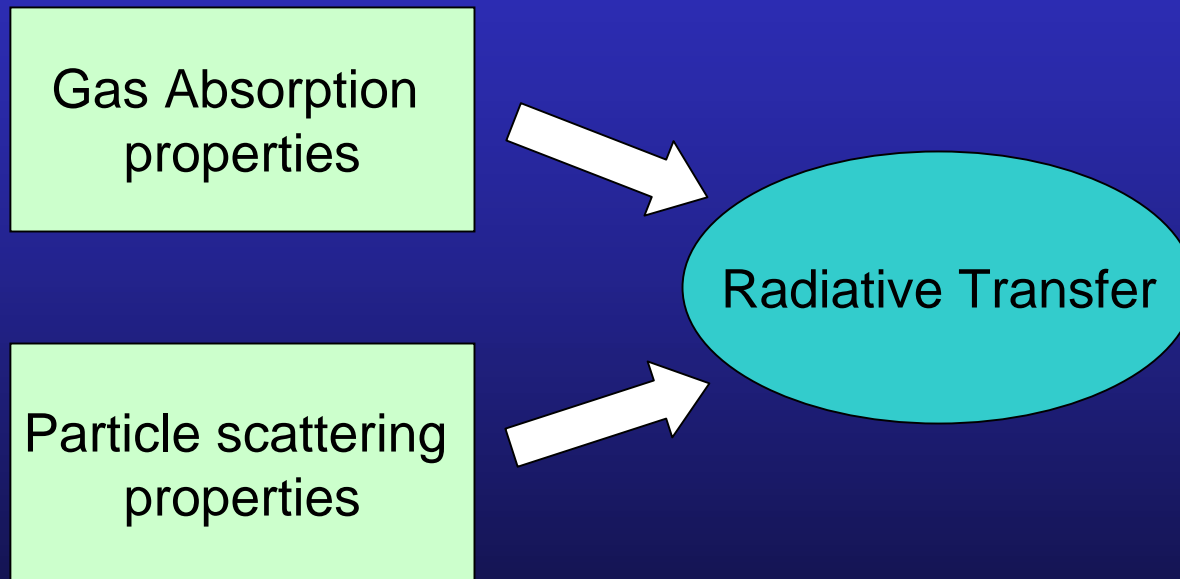 Gas Absorption
properties
Radiative Transfer
Particle scattering
properties